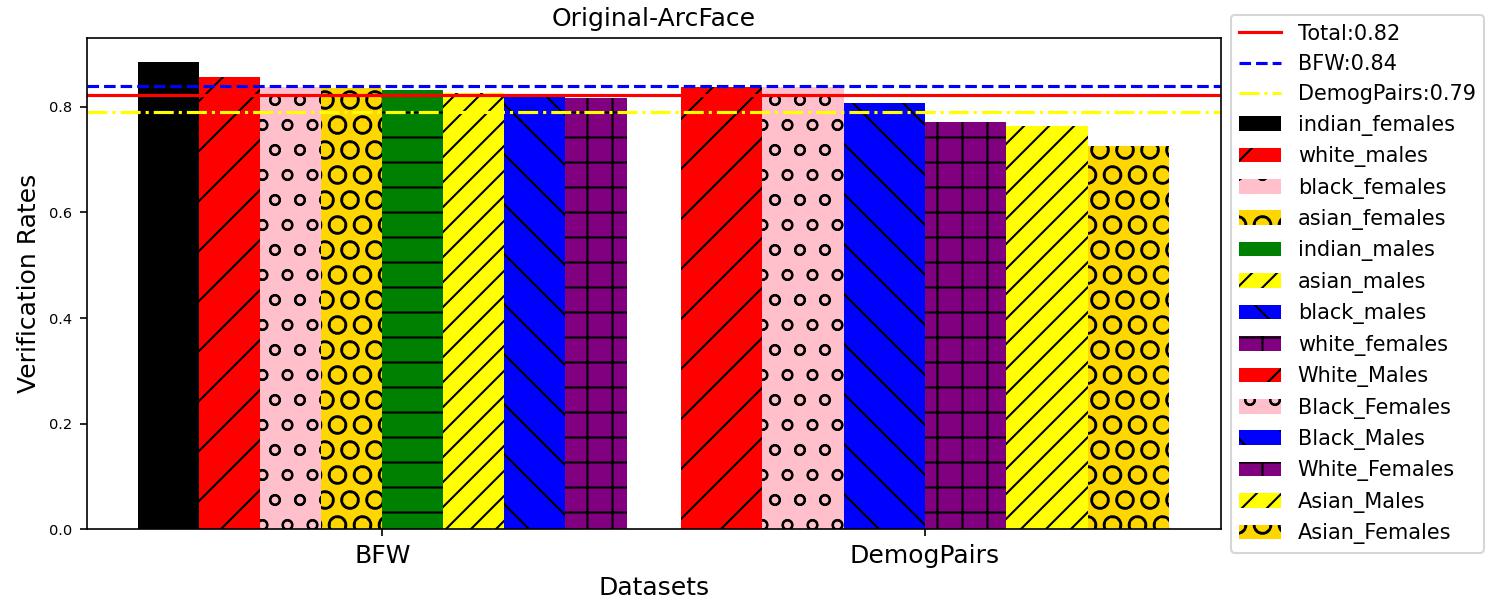 Original-ArcFace
Verification Rates
0.8
0.6
0.4
0.2
0.0
BFW
DemogPairs
Datasets
Total:0.82
BFW:0.84
DemogPairs:0.79
indian_females
white_males
black_females
asian_females
indian_males
asian_males
black_males
white_females
White_Males
Black_Females
Black_Males
White_Females
Asian_Males
Asian_Females